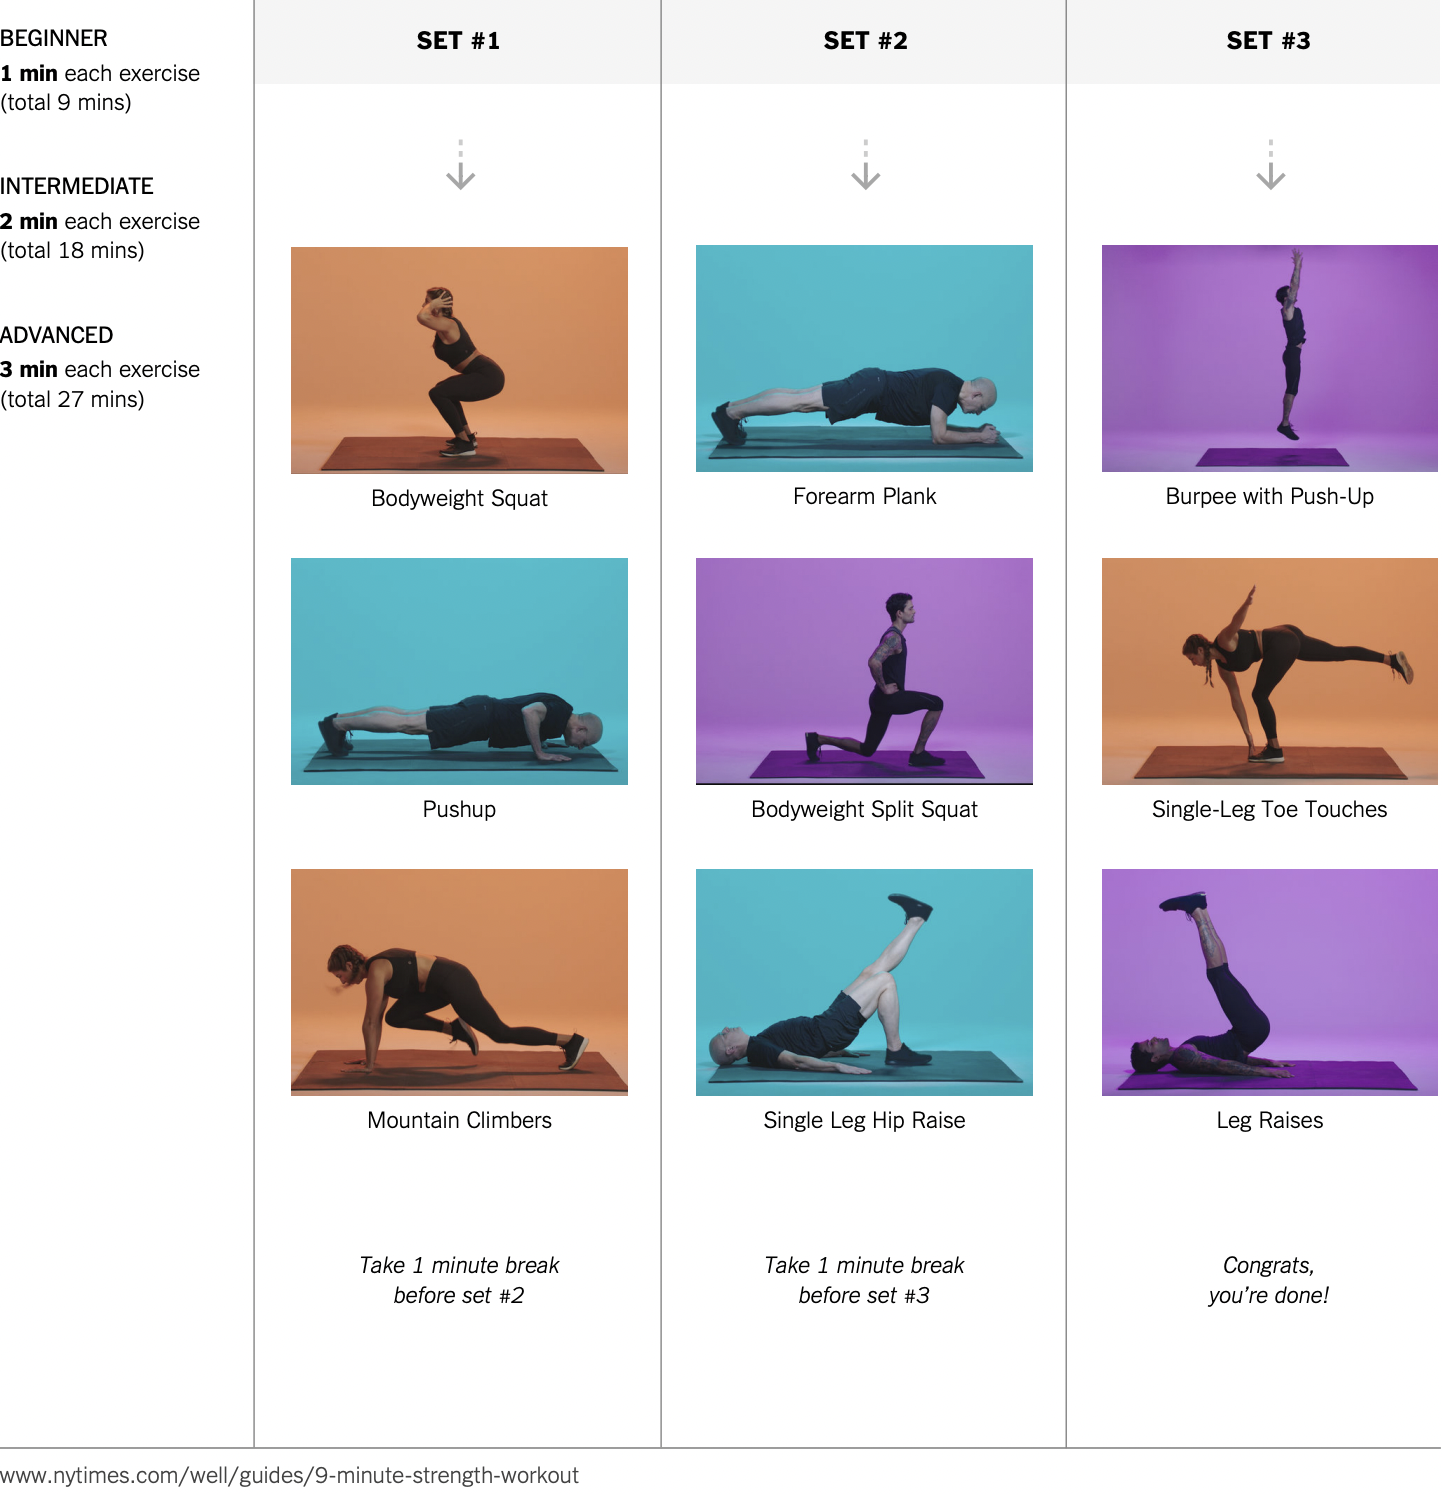 BEGINNER
1 min each exercise
(total 9 mins)
INTERMEDIATE
2 min each exercise
(total 18 mins)
ADVANCED
3 min each exercise
(total 27 mins)
SET #1
Bodyweight Squat
Pushup
Mountain Climbers
Take 1 minute break
before set #2
SET #2
Forearm Plank
Bodyweight Split Squat
Single Leg Hip Raise
Take 1 minute break
before set #3
SET #3
Burpee with Push-Up
Single-Leg Toe Touches
Leg Raises
Congrats,
you’re done!
www.nytimes.com/well/guides/9-minute-strength-workout